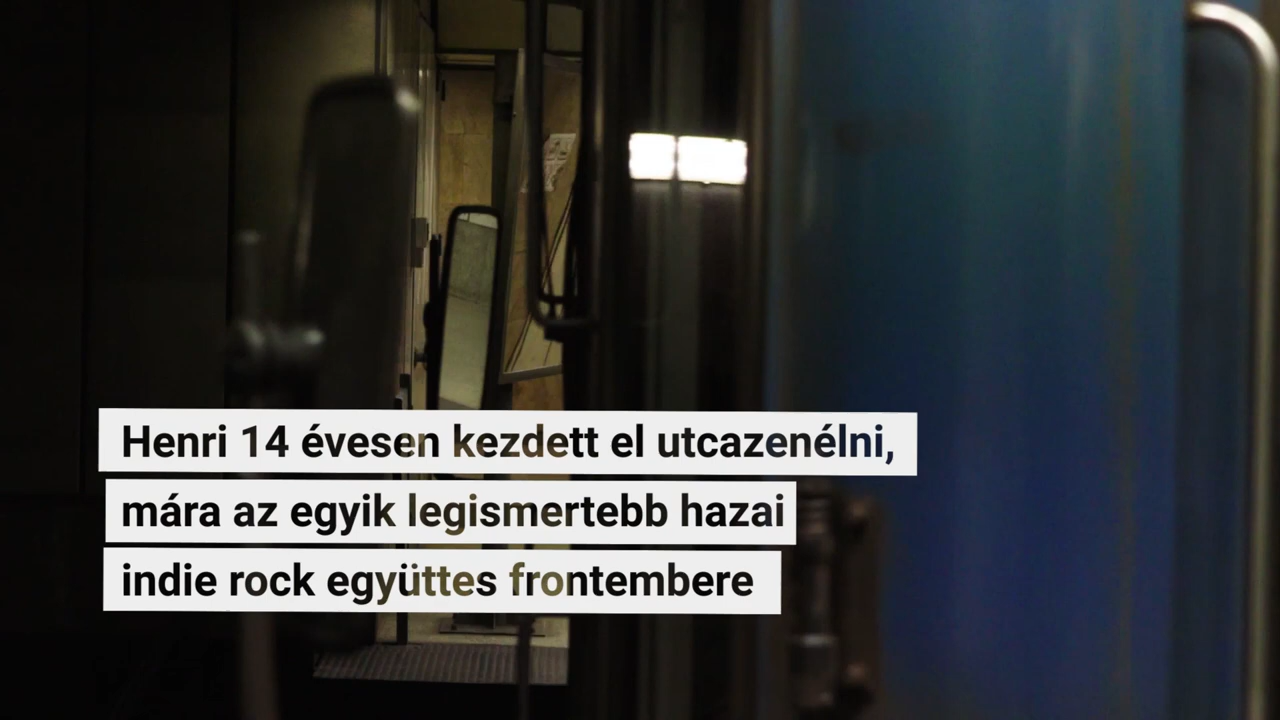 Henri 14 évesen kezdett el utcazenélni,
mára az egyik legismertebb hazai
indie rock együttes frontembere